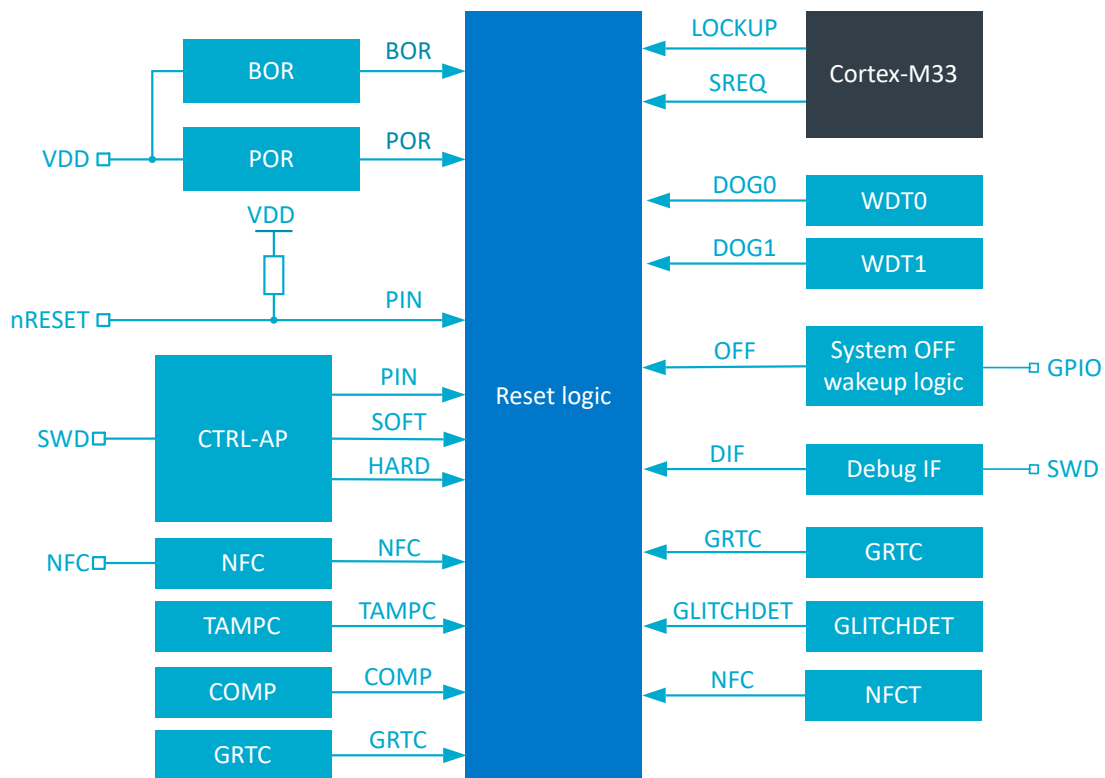 BOR
BOR
VDD
POR
POR
VDD
nRESET
PIN
SWD
CTRL-AP
PIN
SOFT
HARD
NFC
NFC
NFC
TAMPC
TAMPC
COMP
COMP
GRTC
GRTC
Reset logic
LOCKUP
SREQ
Cortex-M33
DOG0
WDT0
DOG1
WDT1
OFF
System OFF
wakeup logic
GPIO
DIF
Debug IF
SWD
GRTC
GRTC
GLITCHDET
GLITCHDET
NFC
NFCT